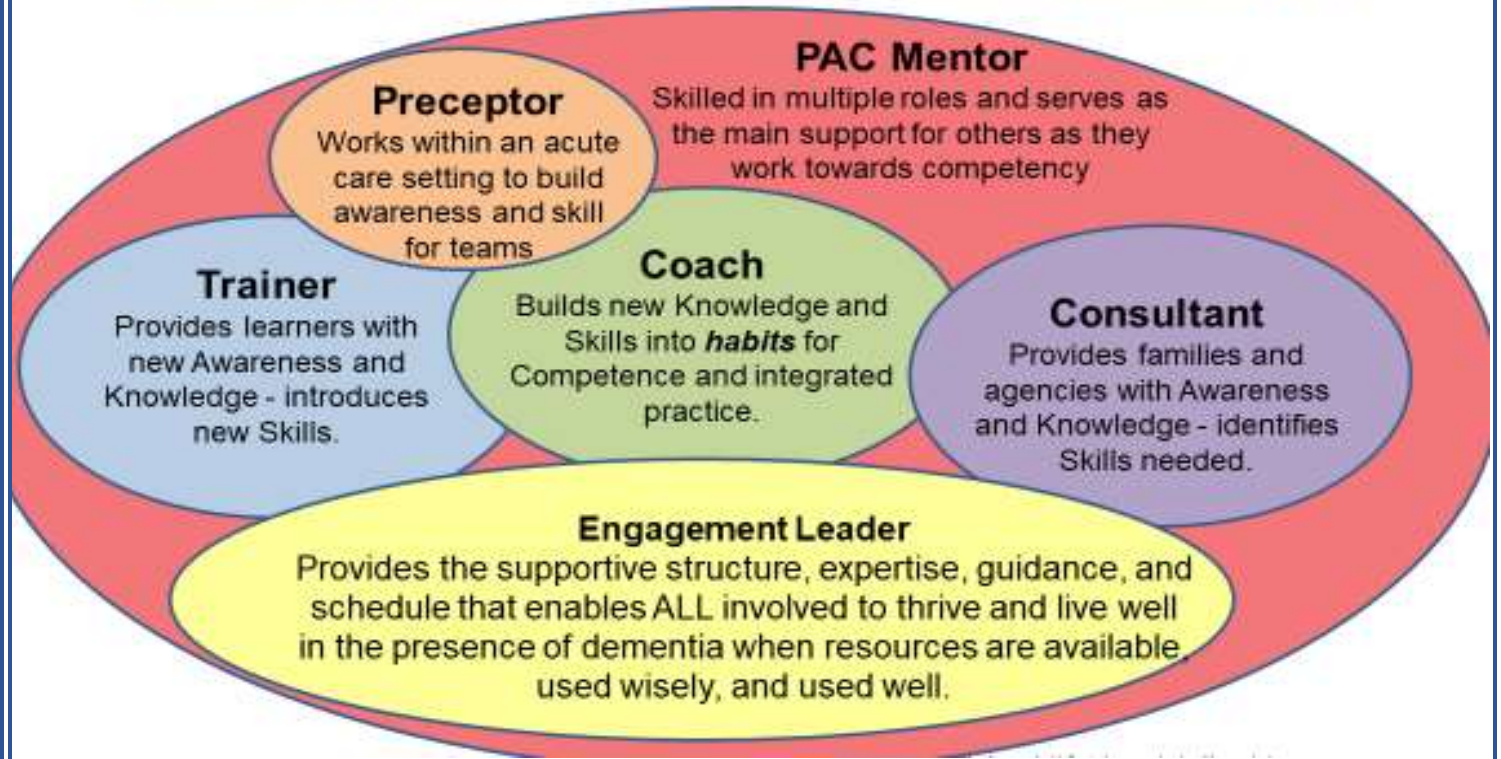 PAC Mentor
Skilled in multiple roles and serves as
the main support for others as they
work towards competency
Preceptor
Works within an acute
care setting to build
awareness and skill
for teams
Trainer
Provides learners with
new Awareness and
Knowledge - introduces
new Skills.
Coach
Builds new Knowledge and
Skills into habits for
Competence and integrated
practice.
Consultant
Provides families and
agencies with Awareness
and Knowledge - identifies
Skills needed.
Engagement Leader
Provides the supportive structure, expertise, guidance, and
schedule that enables ALL involved to thrive and live well
in the presence of dementia when resources are available,
used wisely, and used well.